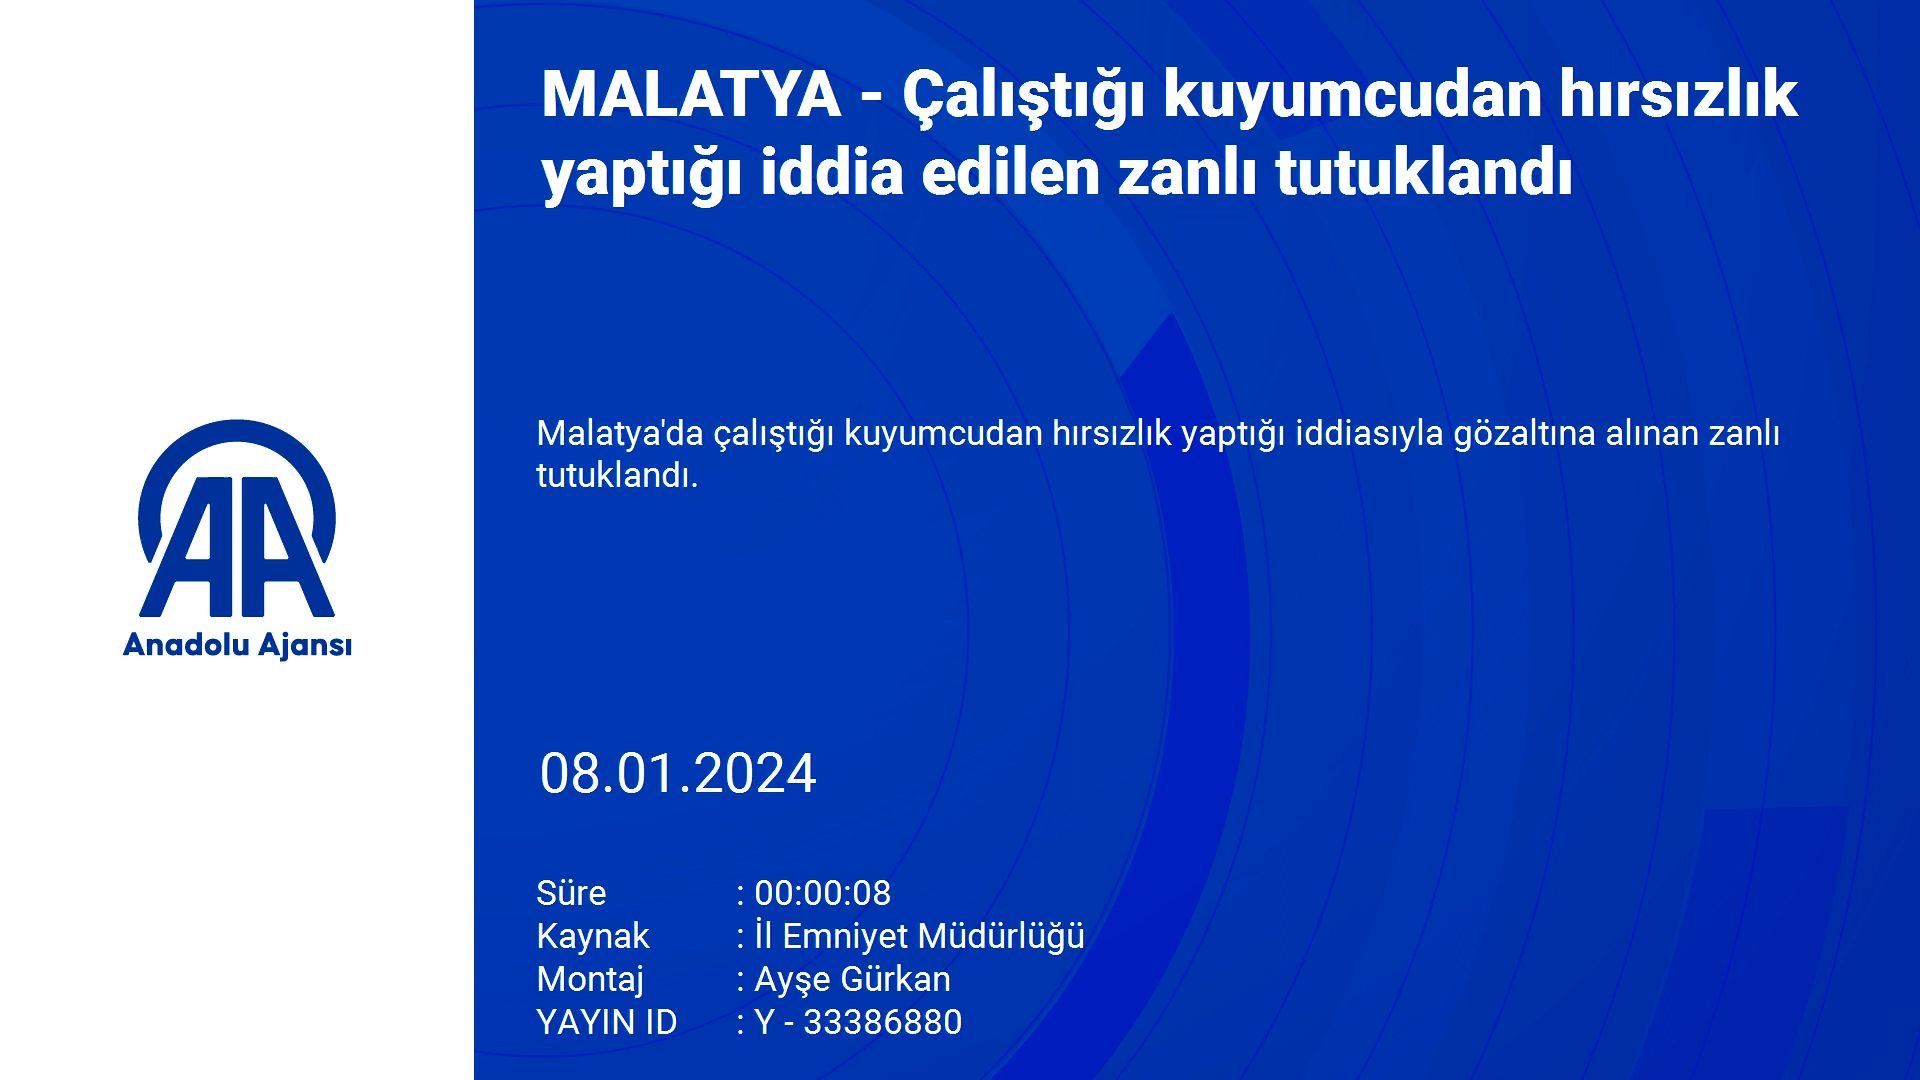 MALATYA - Çalıştığı kuyumcudan hırsızlık
yaptığı iddia edilen zanlı tutuklandı
Malatya'da çalıştığı kuyumcudan hırsızlık yaptığı iddiasıyla gözaltına alınan zanlı
tutuklandı.
AA
Anadolu Ajansı
08.01.2024
Süre : 00:00:08
Kaynak : İl Emniyet Müdürlüğü
Montaj : Ayşe Gürkan
YAYIN ID : Y - 33386880